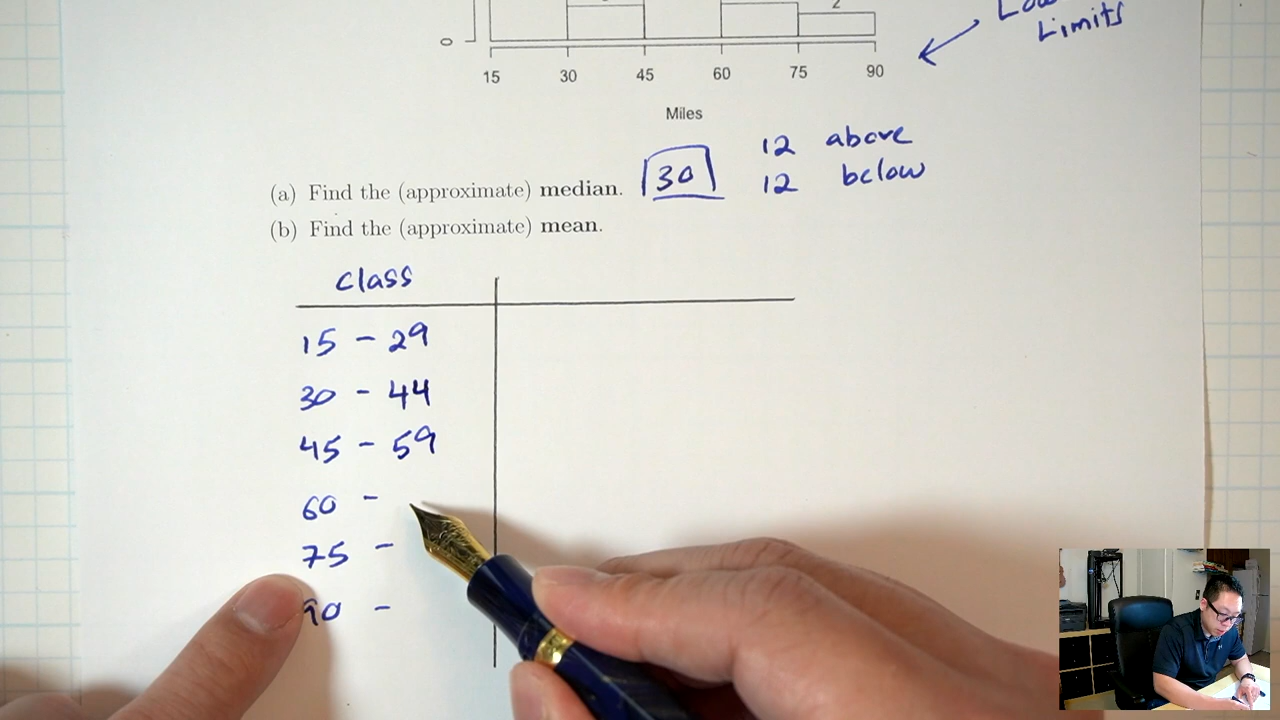 2
0
15 30 45 60 75 90
Limits
Miles
12 above
(a) Find the (approximate) median. 30 12 below
(b) Find the (approximate) mean.
class
15 - 29
30 - 44
45 - 59
60 -
75 -
90 -